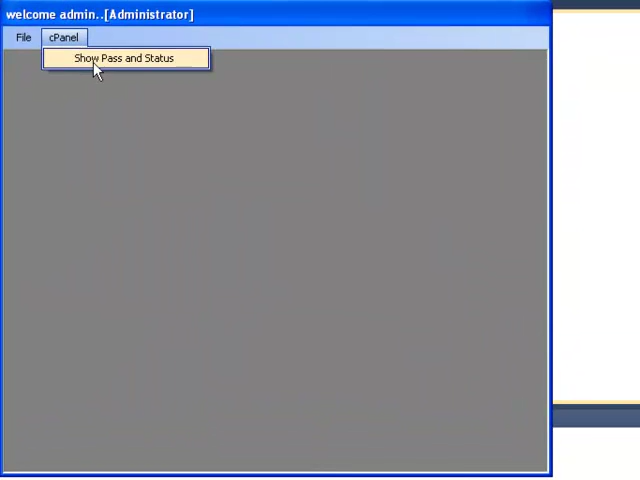 welcome admin..[Administrator]
File cPanel
Show Pass and Status